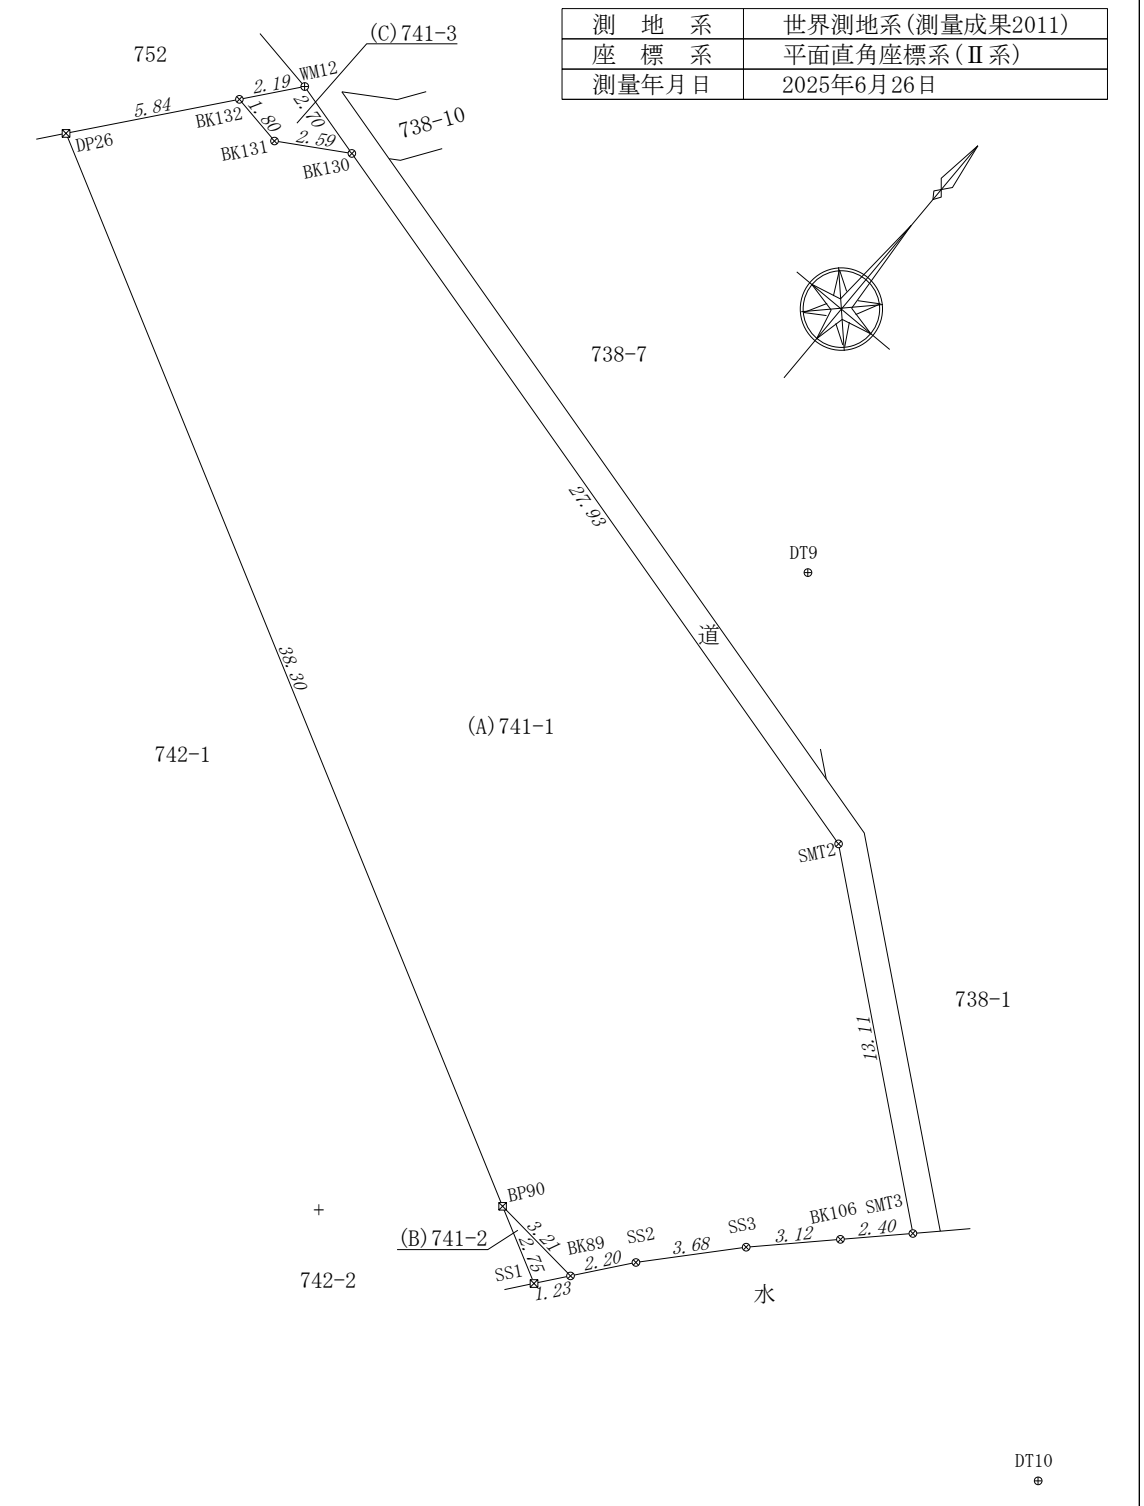 測地系 世界測地系(測量成果2011)
座標系 平面直角座標系(Ⅱ系)
測量年月日 2025年6月26日
(C)741-3
752
WM12
2.19
5.84
BK132
1.80
2.70
738-10
DP26
BK131
2.59
BK130
738-7
27.93
DT9
道
38.30
(A)741-1
742-1
SMT2
738-1
13.11
BP90
+
BK106 SMT3
(B)741-2
3.21
2.75
BK89
SS2
SS3
3.12
2.40
3.68
2.20
SS1
1.23
742-2
水
DT10